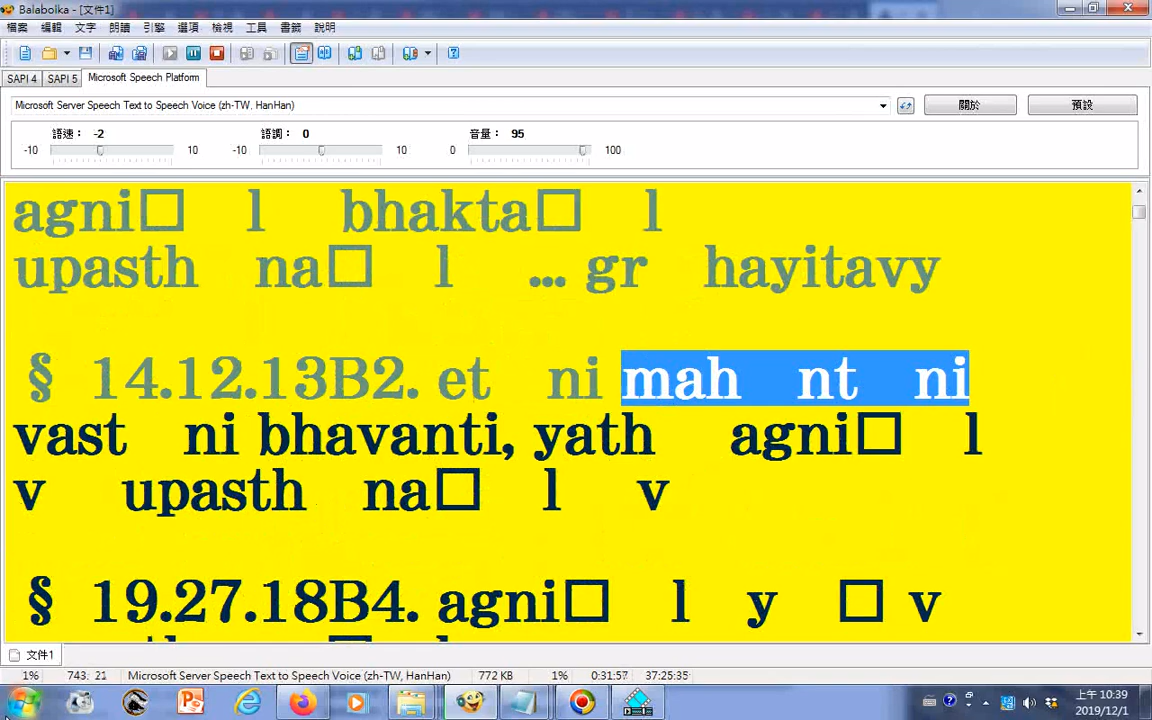 Balabolka - [文件1]
檔案 編輯 文字 朗讀 引擎 選項 檢視 工具 書籤 說明
SAPI 4 SAPI 5 Microsoft Speech Platform
Microsoft Server Speech Text to Speech Voice (zh-TW, HanHan) 關於 預設
語速： -2 語調： 0 音量： 95
-10 10 -10 10 0 100
agni□ l bhakta□ l
upasth na□ l ... gr hayitavy
§ 14.12.13B2. et ni mah nt ni
vast ni bhavanti, yath agni□ l
v upasth na□ l v
§ 19.27.18B4. agni□ l y □ v
文件1
1% 743: 21 Microsoft Server Speech Text to Speech Voice (zh-TW, HanHan) 772 KB 1% 0:31:57 37:25:35
上午 10:39
2019/12/1